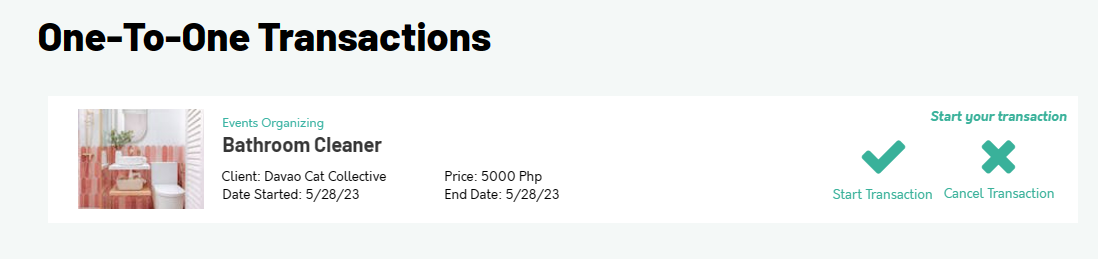 One-To-One Transactions
Start your transaction
Events Organizing
Bathroom Cleaner
Client: Davao Cat Collective
Price: 5000 Php
Date Started: 5/28/23
End Date: 5/28/23
Start Transaction
Cancel Transaction